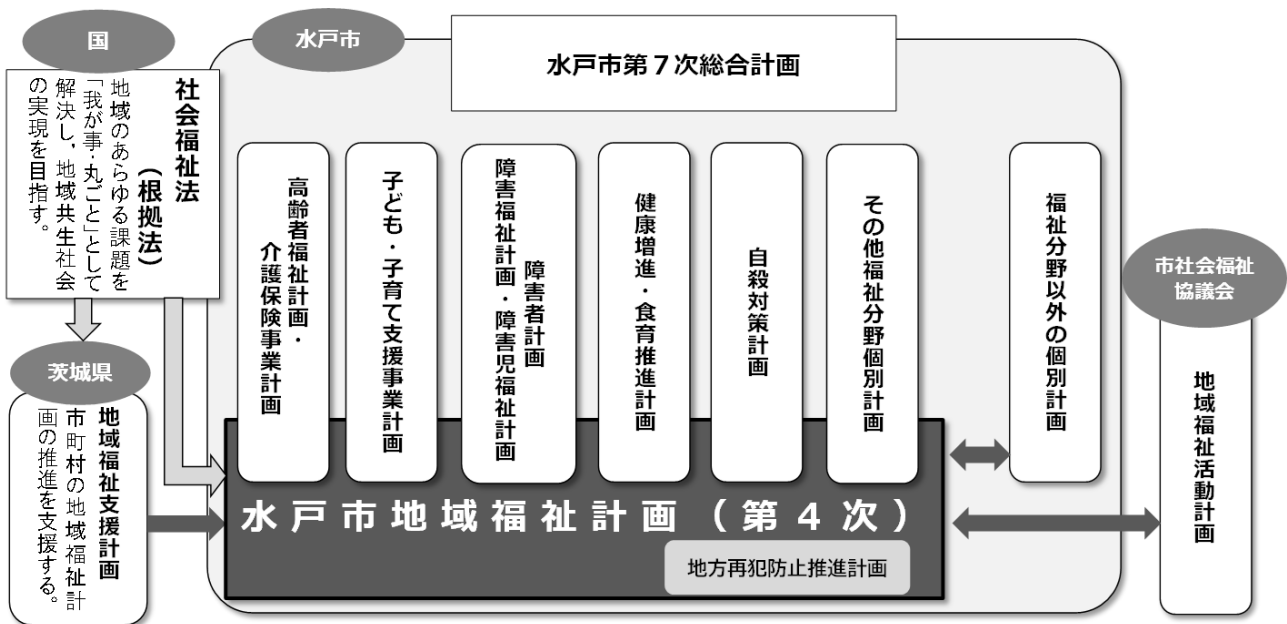 国
社会福祉法
（根拠法）
地域のあらゆる課題を
「我が事・丸ごと」として
解決し，地域共生社会
の実現を目指す。
茨城県
地域福祉支援計画
市町村の地域福祉計
画の推進を支援する。
水戸市
水戸市第７次総合計画
高齢者福祉計画・
介護保険事業計画
子ども・子育て支援事業計画
障害者計画
障害福祉計画・障害児福祉計画
健康増進・食育推進計画
自殺対策計画
その他福祉分野個別計画
福祉分野以外の個別計画
水戸市地域福祉計画（第４次）
地方再犯防止推進計画
市社会福祉
協議会
地域福祉活動計画